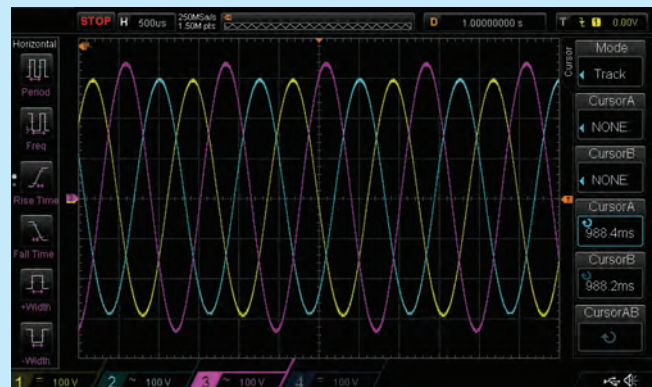 STOP H 500us 250MSa/s 1.50M pts D 1.00000000 s T 1 0.00V
Horizontal
Period
Freq
Rise Time
Fall Time
+Width
-Width
Cursor
Mode
Track
CursorA
NONE
CursorB
NONE
CursorA
988.4ms
CursorB
988.2ms
CursorAB
1 = 100 V 2 ~ 100 V 3 ~ 100 V 4 = 100 V